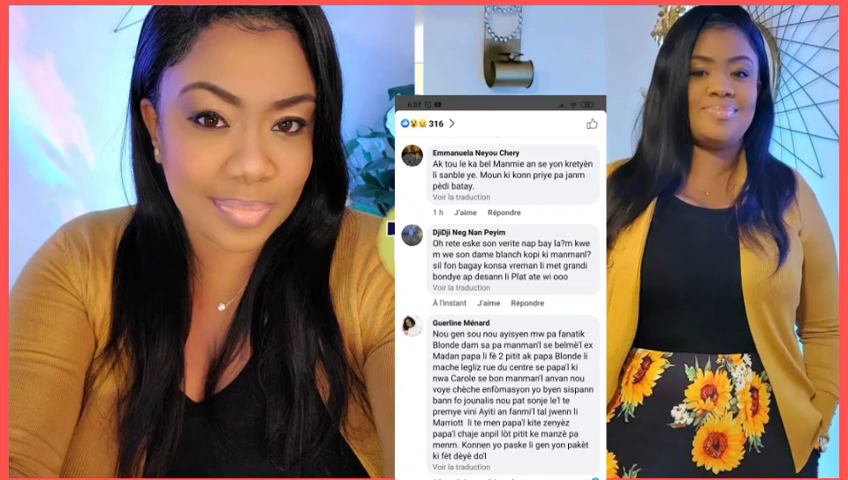 6:57
316
Emmanuela Neyou Chery
Ak tou le ka bel Manmie an se yon kretyèn
li sanble ye. Moun ki konn priye pa janm
pèdi batay.
Voir la traduction
1 h J'aime Répondre
DjiDji Neg Nan Peyim
Oh rete eske son verite nap bay la?m kwe
m we son dame blanch kopi ki manmanl?
sil fon bagay konsa vreman li met grandi
bondye ap desann li Plat ate wi ooo
Voir la traduction
À l'instant J'aime Répondre
Guerline Ménard
Nou gen sou nou ayisyen mw pa fanatik
Blonde dam sa pa manman'l se belmè'l ex
Madan papa li fè 2 pitit ak papa Blonde li
mache legliz rue du centre se papa'l ki
nwa Carole se bon manman'l anvan nou
voye chèche enfòmasyon yo byen sispann
bann fo jounalis nou pat sonje le'l te
premye vini Ayiti an fanmi'l tal jwenn li
Marriott li te men papa'l kite zenyèz
papa'l chaje anpil lòt pitit ke manzè pa
menm. Konnen yo paske li gen yon pakèt
ki fèt dèyè do'l
Voir la traduction